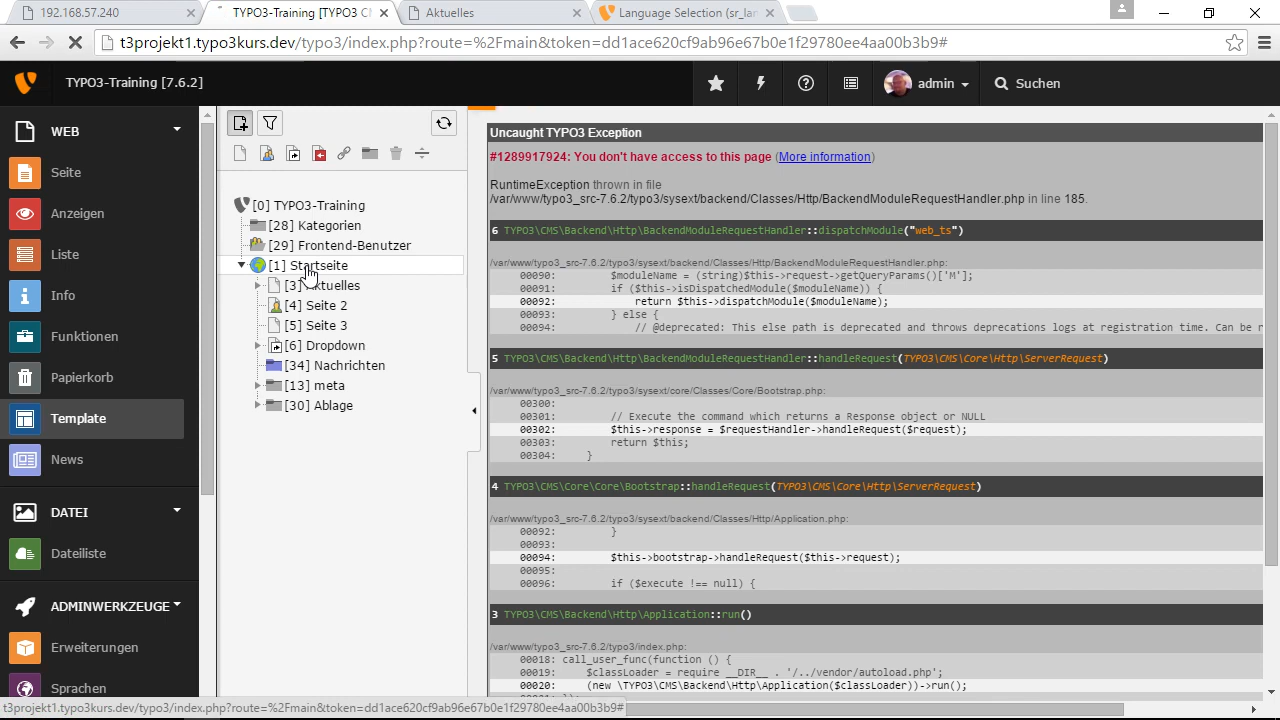 192.168.57.240
TYPO3-Training [TYPO3 C
Aktuelles
Language Selection (sr_lan
t3projekt1.typo3kurs.dev/typo3/index.php?route=%2Fmain&token=dd1ace620cf9ab96e67b0e1f29780ee4aa00b3b9#
TYPO3-Training [7.6.2]
admin
Suchen
WEB
Seite
Anzeigen
Liste
Info
Funktionen
Papierkorb
Template
News
DATEI
Dateiliste
ADMINWERKZEUGE
Erweiterungen
Sprachen
[0] TYPO3-Training
[28] Kategorien
[29] Frontend-Benutzer
[1] Startseite
[3] Aktuelles
[4] Seite 2
[5] Seite 3
[6] Dropdown
[34] Nachrichten
[13] meta
[30] Ablage
Uncaught TYPO3 Exception
#1289917924: You don't have access to this page (More information)
RuntimeException thrown in file
/var/www/typo3_src-7.6.2/typo3/sysext/backend/Classes/Http/BackendModuleRequestHandler.php in line 185.
6 TYPO3\CMS\Backend\Http\BackendModuleRequestHandler::dispatchModule("web_ts")
/var/www/typo3_src-7.6.2/typo3/sysext/backend/Classes/Http/BackendModuleRequestHandler.php:
00090: $moduleName = (string)$this->request->getQueryParams()['M'];
00091: if ($this->isDispatchedModule($moduleName)) {
00092: return $this->dispatchModule($moduleName);
00093: } else {
00094: // @deprecated: This else path is deprecated and throws deprecations logs at registration time. Can be r
5 TYPO3\CMS\Backend\Http\BackendModuleRequestHandler::handleRequest(TYPO3\CMS\Core\Http\ServerRequest)
/var/www/typo3_src-7.6.2/typo3/sysext/core/Classes/Core/Bootstrap.php:
00300:
00301: // Execute the command which returns a Response object or NULL
00302: $this->response = $requestHandler->handleRequest($request);
00303: return $this;
00304: }
4 TYPO3\CMS\Core\Core\Bootstrap::handleRequest(TYPO3\CMS\Core\Http\ServerRequest)
/var/www/typo3_src-7.6.2/typo3/sysext/backend/Classes/Http/Application.php:
00092: }
00093:
00094: $this->bootstrap->handleRequest($this->request);
00095:
00096: if ($execute !== null) {
3 TYPO3\CMS\Backend\Http\Application::run()
/var/www/typo3_src-7.6.2/typo3/index.php:
00018: call_user_func(function () {
00019: $classLoader = require __DIR__ . '/../vendor/autoload.php';
00020: (new \TYPO3\CMS\Backend\Http\Application($classLoader))->run();
t3projekt1.typo3kurs.dev/typo3/index.php?route=%2Fmain&token=dd1ace620cf9ab96e67b0e1f29780ee4aa00b3b9#